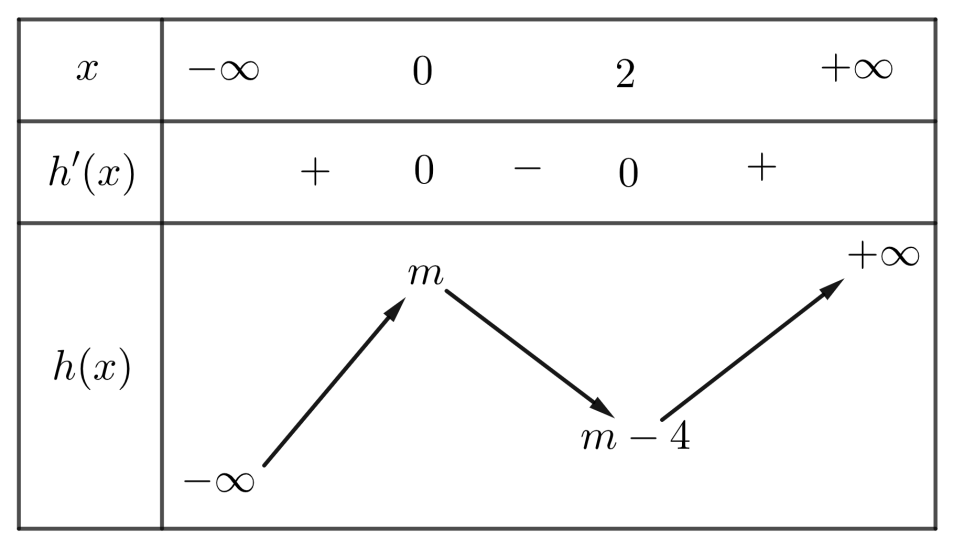 x −∞ 0 2 +∞
h′(x) + 0 − 0 +
+∞
m
h(x)
m − 4
−∞